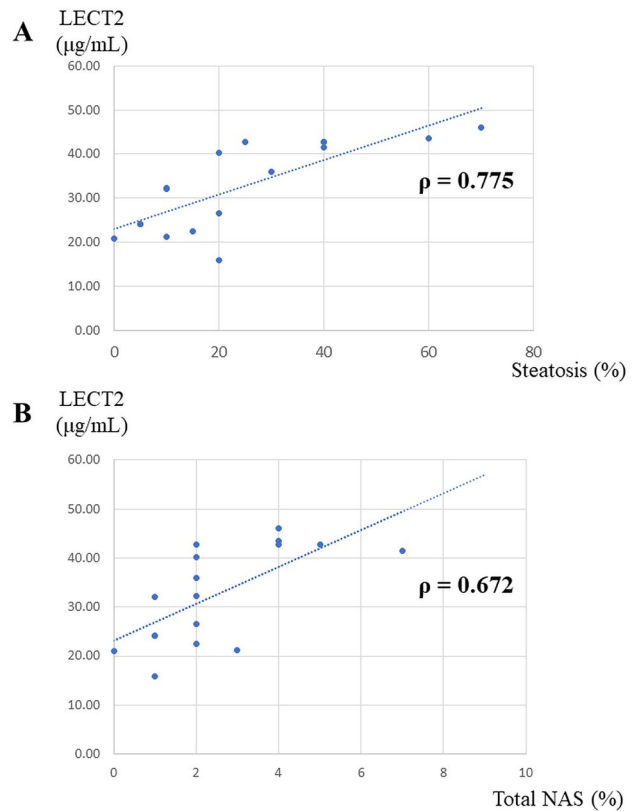 A
LECT2
(μg/mL)
60.00
50.00
40.00
30.00
20.00
10.00
0.00
ρ = 0.775
0 20 40 60 80
Steatosis (%)
B
LECT2
(μg/mL)
60.00
50.00
40.00
30.00
20.00
10.00
0.00
ρ = 0.672
0 2 4 6 8 10
Total NAS (%)